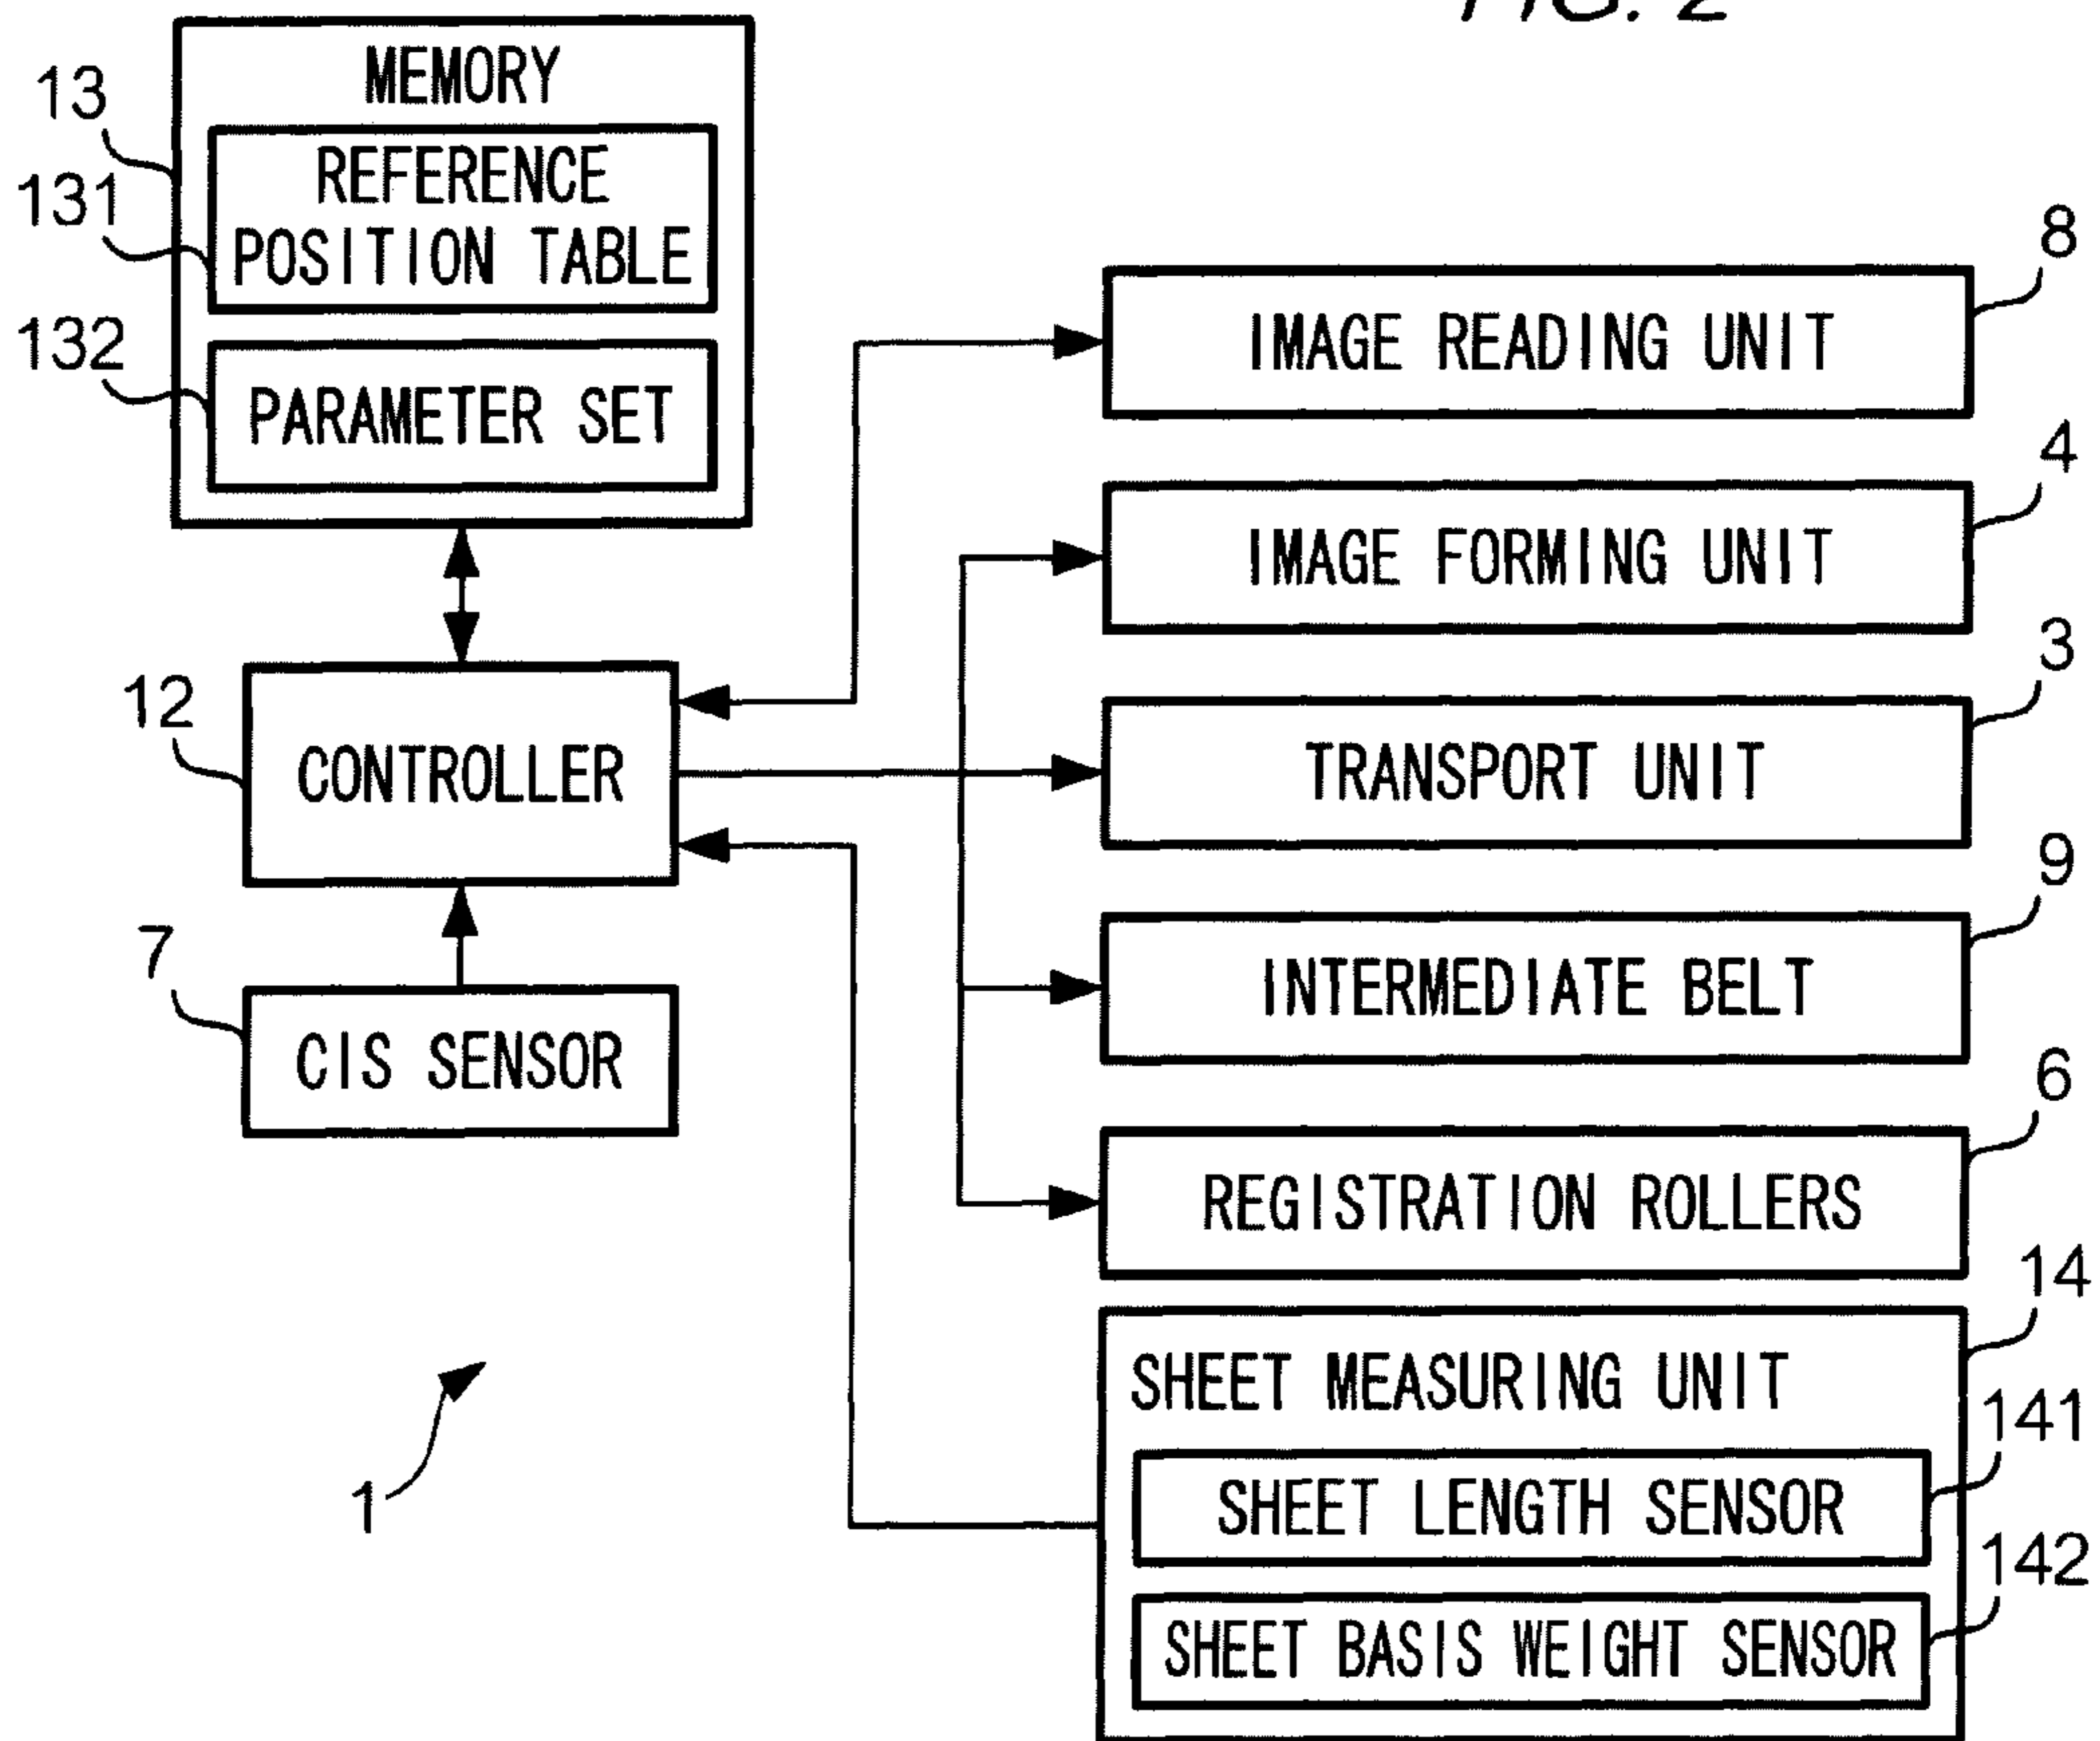 FIG. 2
MEMORY
13
REFERENCE
POSITION TABLE
131
PARAMETER SET
132
IMAGE READING UNIT
8
IMAGE FORMING UNIT
4
CONTROLLER
12
TRANSPORT UNIT
3
INTERMEDIATE BELT
9
CIS SENSOR
7
REGISTRATION ROLLERS
6
SHEET MEASURING UNIT
14
SHEET LENGTH SENSOR
141
SHEET BASIS WEIGHT SENSOR
142
1